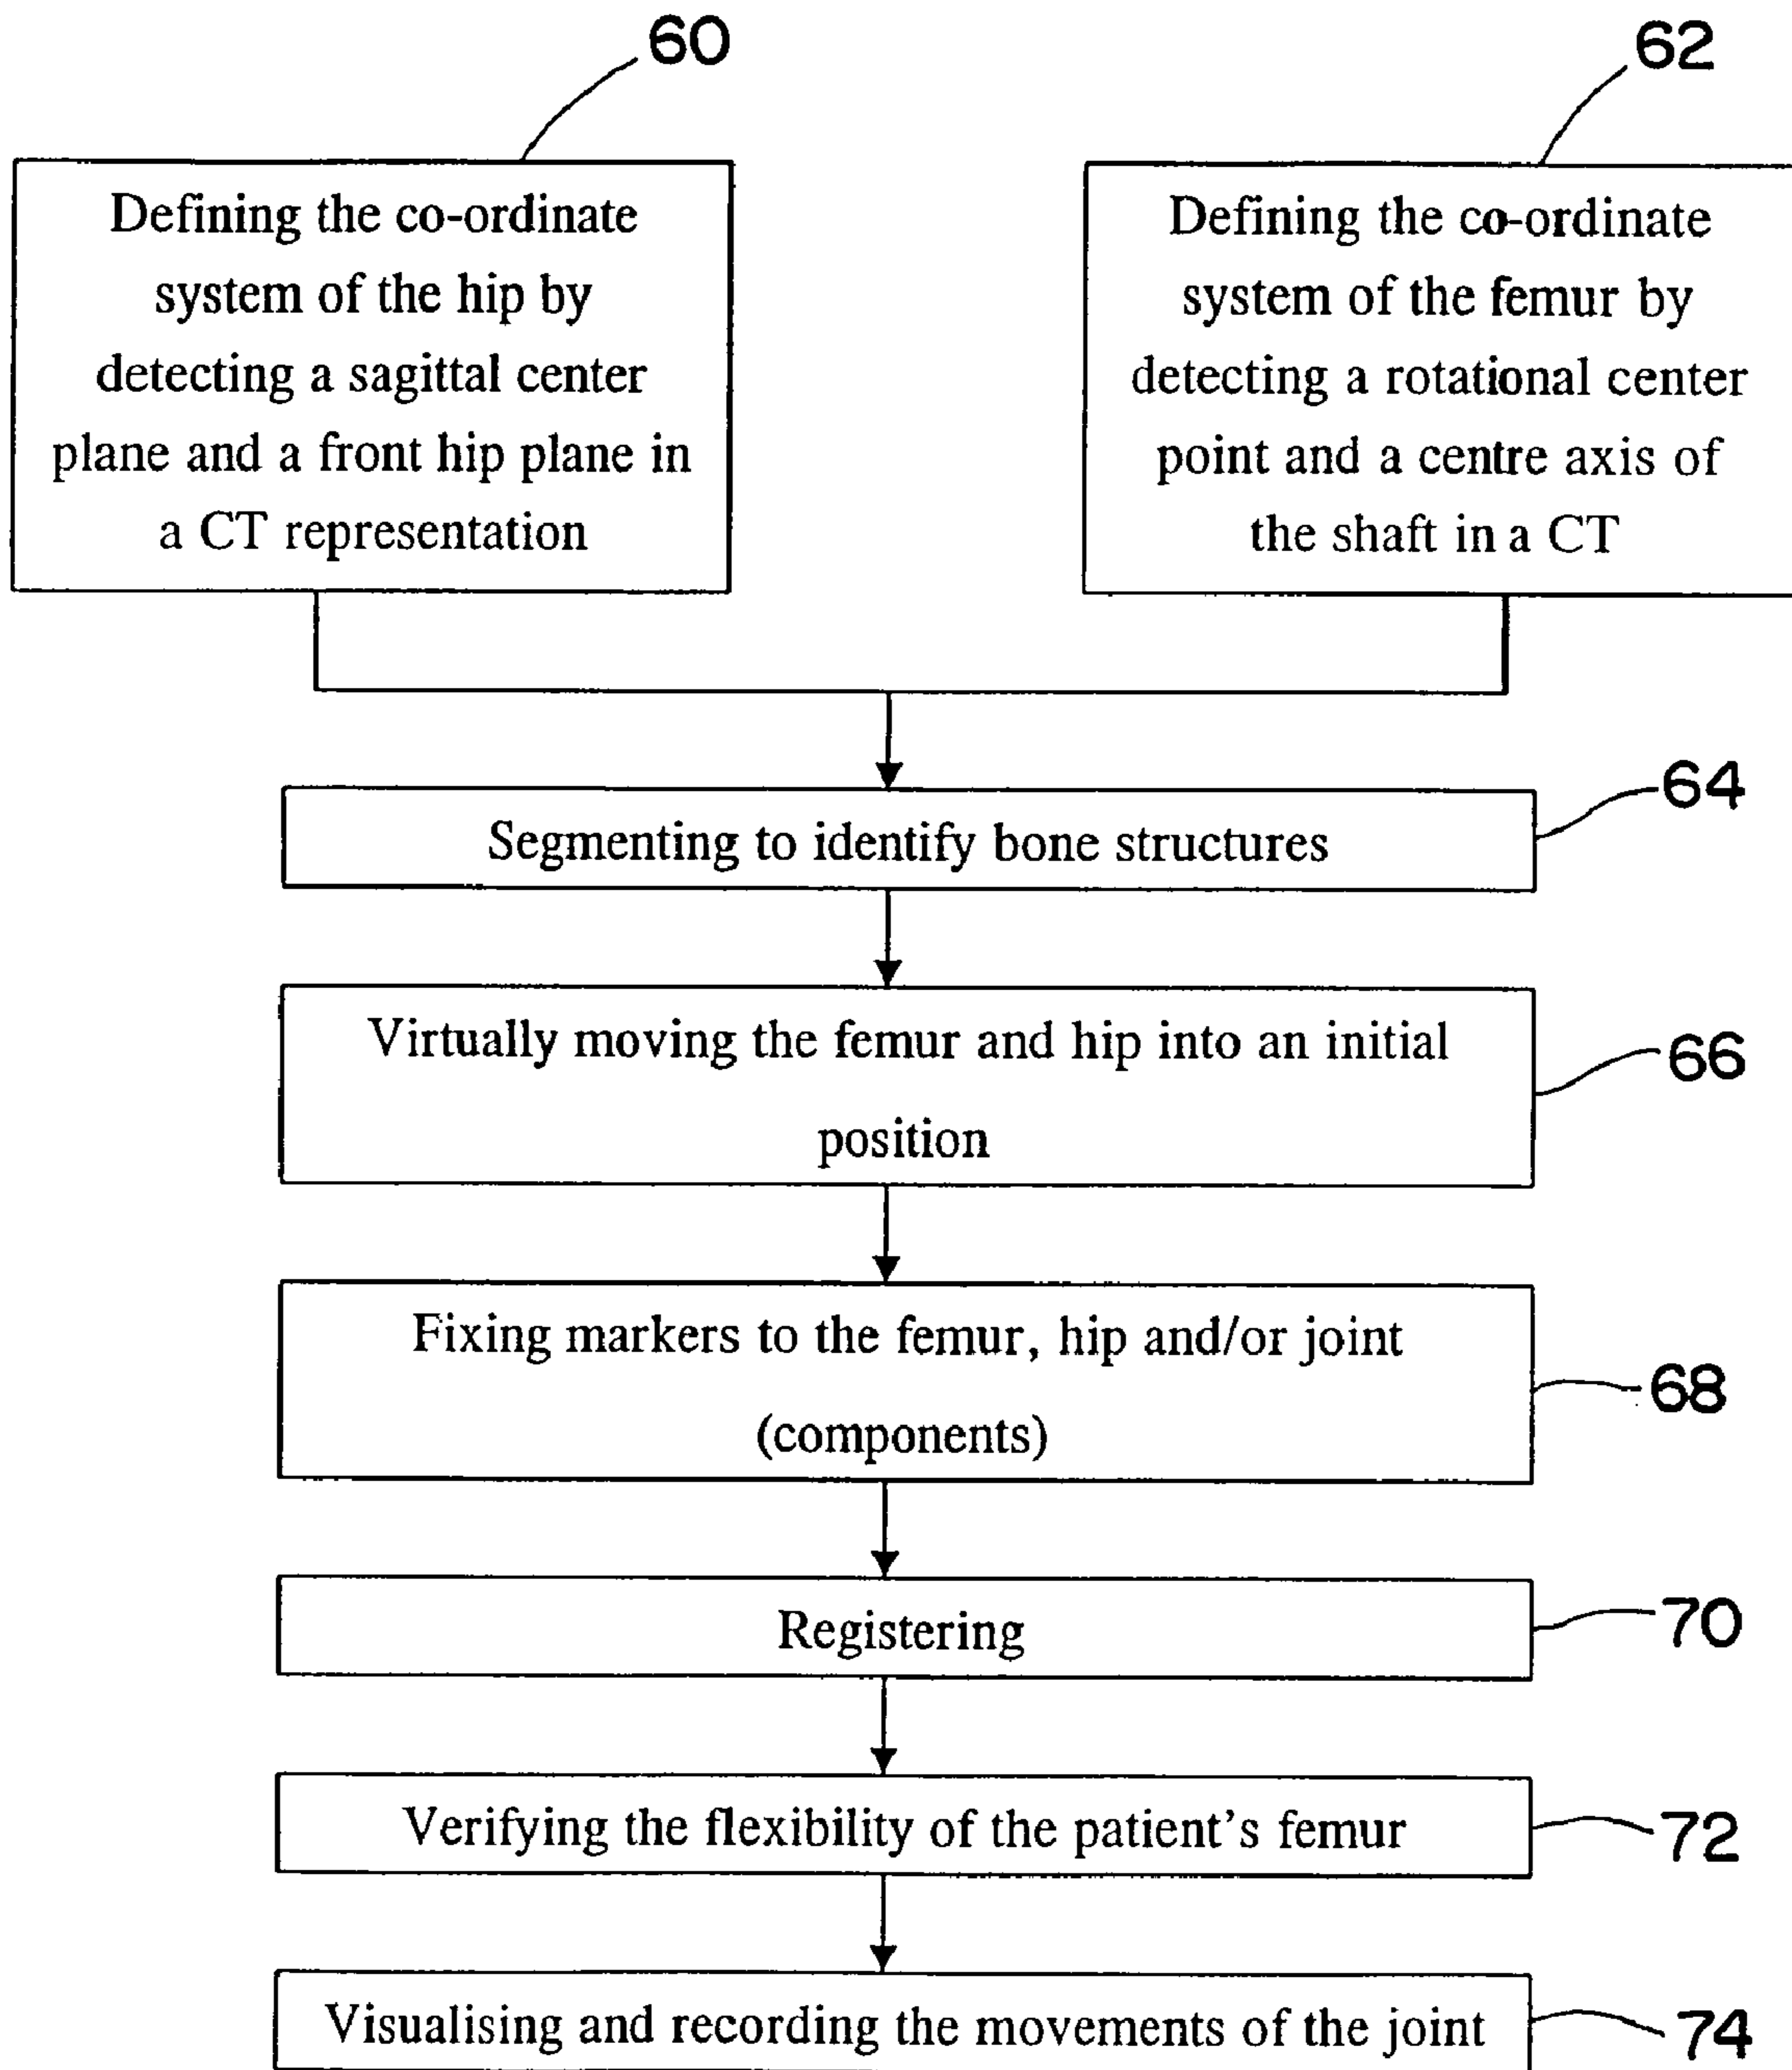 60
62
Defining the co-ordinate
system of the hip by
detecting a sagittal center
plane and a front hip plane in
a CT representation
Defining the co-ordinate
system of the femur by
detecting a rotational center
point and a centre axis of
the shaft in a CT
64
Segmenting to identify bone structures
Virtually moving the femur and hip into an initial
position
66
Fixing markers to the femur, hip and/or joint
(components)
68
Registering
70
Verifying the flexibility of the patient's femur
72
Visualising and recording the movements of the joint
74